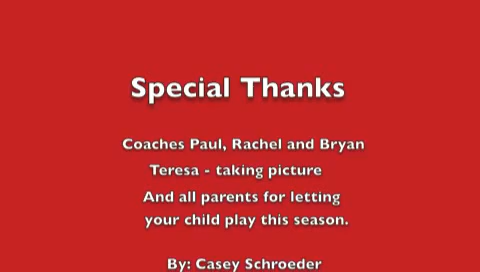 Special Thanks
Coaches Paul, Rachel and Bryan
Teresa - taking picture
And all parents for letting
your child play this season.
By: Casey Schroeder